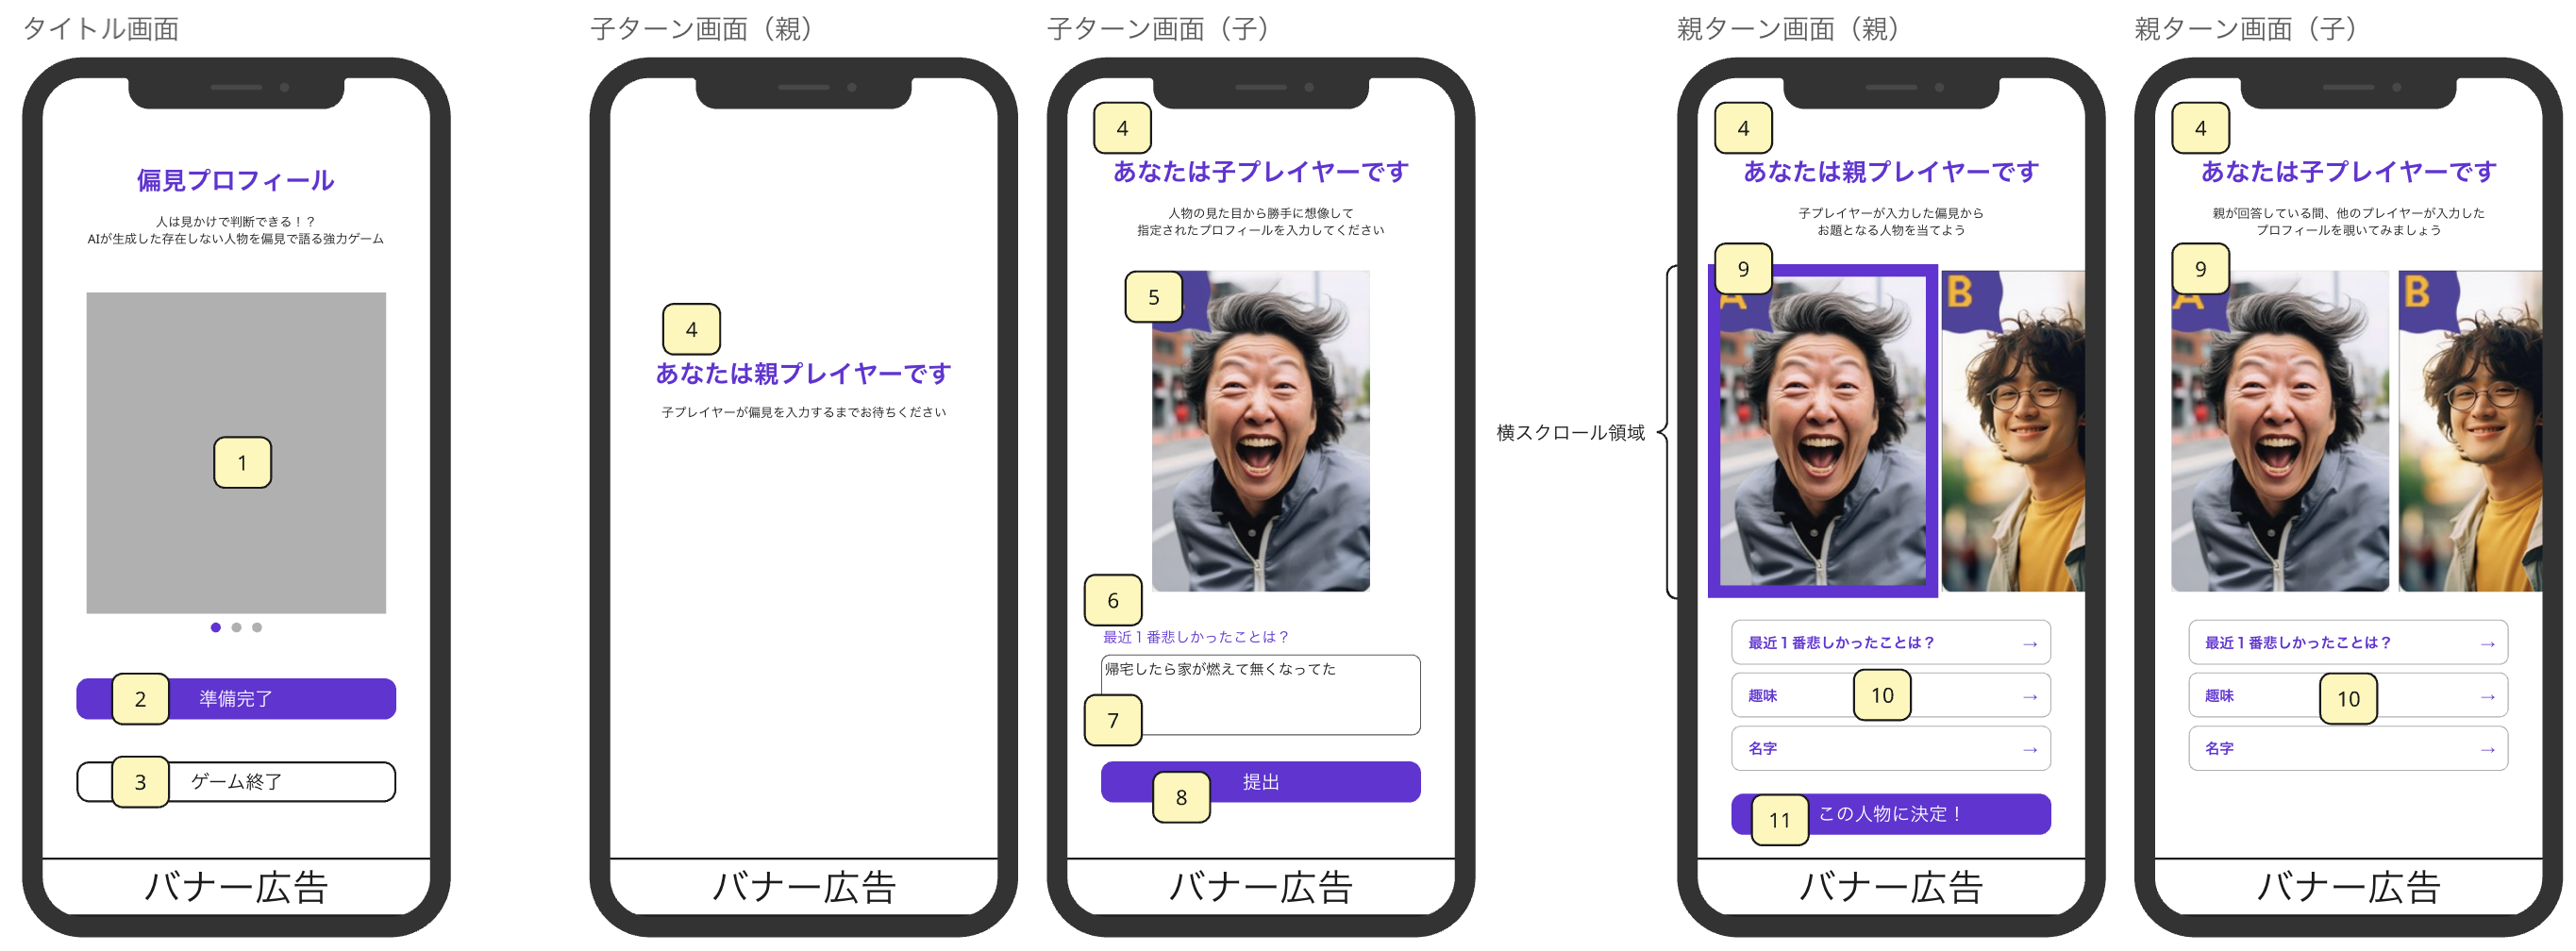 タイトル画面
偏見プロフィール
人は見かけで判断できる！？
AIが生成した存在しない人物を偏見で語る強力ゲーム
1
2
準備完了
3
ゲーム終了
バナー広告
子ターン画面（親）
4
あなたは親プレイヤーです
子プレイヤーが偏見を入力するまでお待ちください
バナー広告
子ターン画面（子）
4
あなたは子プレイヤーです
人物の見た目から勝手に想像して
指定されたプロフィールを入力してください
5
6
最近１番悲しかったことは？
帰宅したら家が燃えて無くなってた
7
8
提出
バナー広告
横スクロール領域
親ターン画面（親）
4
あなたは親プレイヤーです
子プレイヤーが入力した偏見から
お題となる人物を当てよう
9
A
B
最近１番悲しかったことは？ →
10
趣味 →
名字 →
11
この人物に決定！
バナー広告
親ターン画面（子）
4
あなたは子プレイヤーです
親が回答している間、他のプレイヤーが入力した
プロフィールを覗いてみましょう
9
A
B
最近１番悲しかったことは？ →
10
趣味 →
名字 →
バナー広告